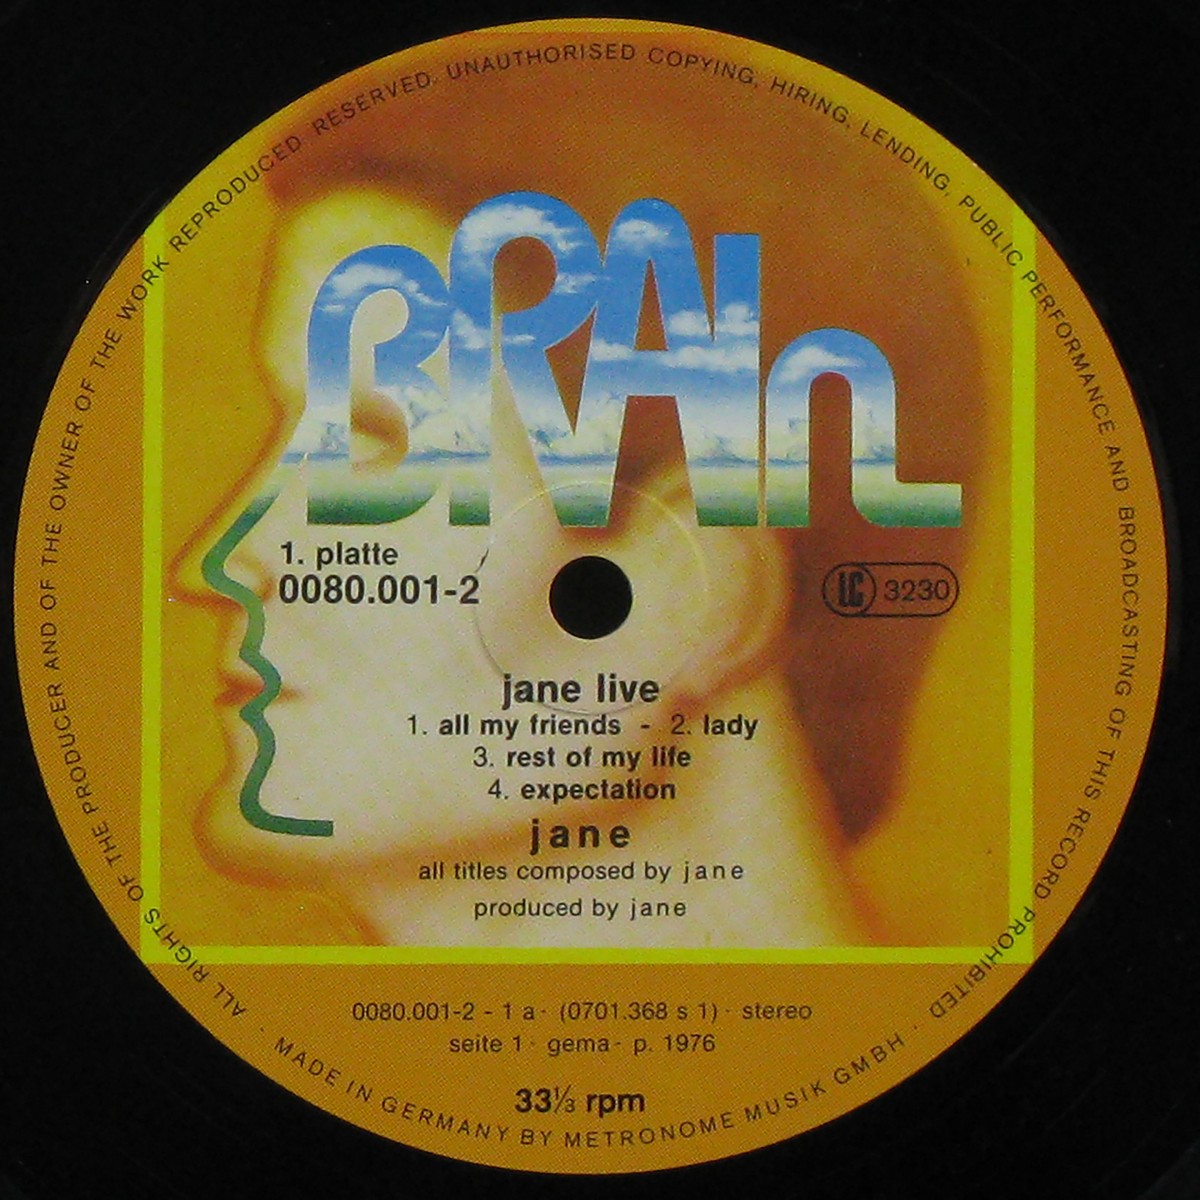 ALL RIGHTS OF THE PRODUCER AND OF THE OWNER OF THE WORK REPRODUCED RESERVED. UNAUTHORISED COPYING, HIRING, LENDING, PUBLIC PERFORMANCE AND BROADCASTING OF THIS RECORD PROHIBITED ·
BRAIn
1. platte
0080.001-2
LC 3230
jane live
1. all my friends - 2. lady
3. rest of my life
4. expectation
jane
all titles composed by jane
produced by jane
0080.001-2 - 1 a · (0701.368 s 1) · stereo
seite 1 · gema - p. 1976
33⅓ rpm
· MADE IN GERMANY BY METRONOME MUSIK GMBH